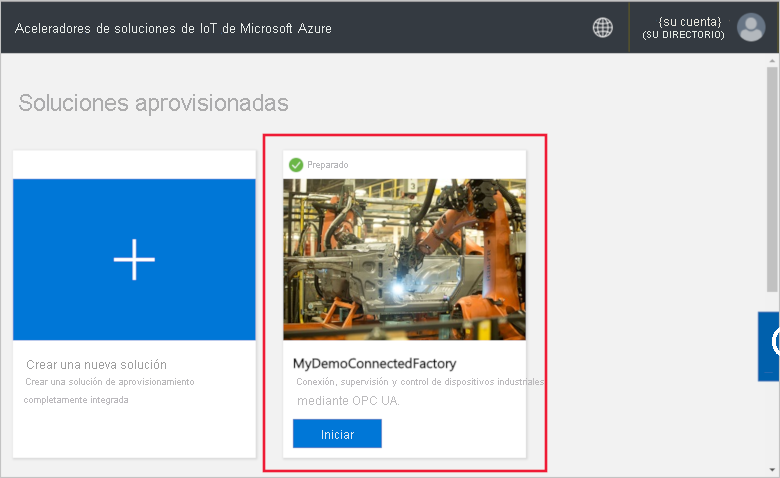 Aceleradores de soluciones de IoT de Microsoft Azure
{su cuenta}
(SU DIRECTORIO)
Soluciones aprovisionadas
Preparado
Crear una nueva solución
Crear una solución de aprovisionamiento
completamente integrada
MyDemoConnectedFactory
Conexión, supervisión y control de dispositivos industriales
mediante OPC UA.
Iniciar